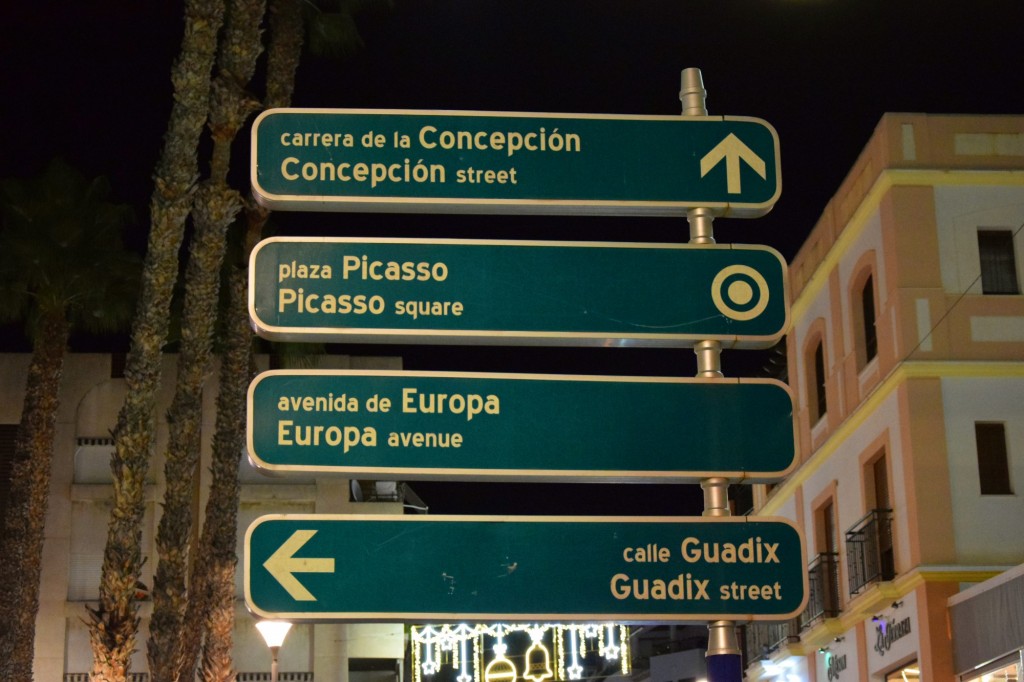 carrera de la Concepción
Concepción street
plaza Picasso
Picasso square
avenida de Europa
Europa avenue
calle Guadix
Guadix street